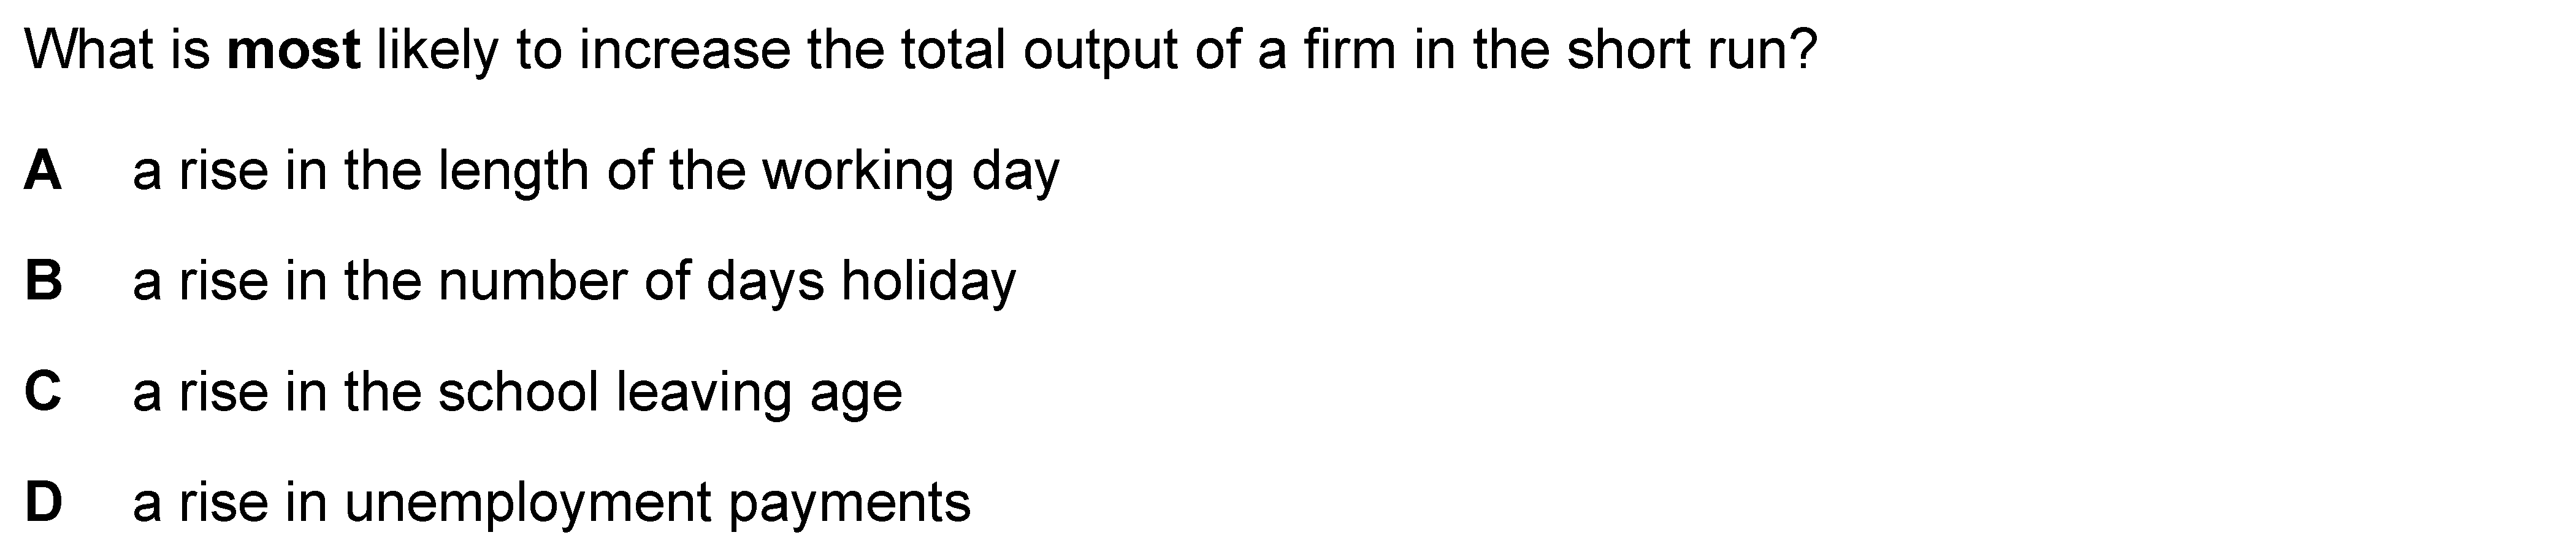 What is most likely to increase the total output of a firm in the short run?
A a rise in the length of the working day
B a rise in the number of days holiday
C a rise in the school leaving age
D a rise in unemployment payments